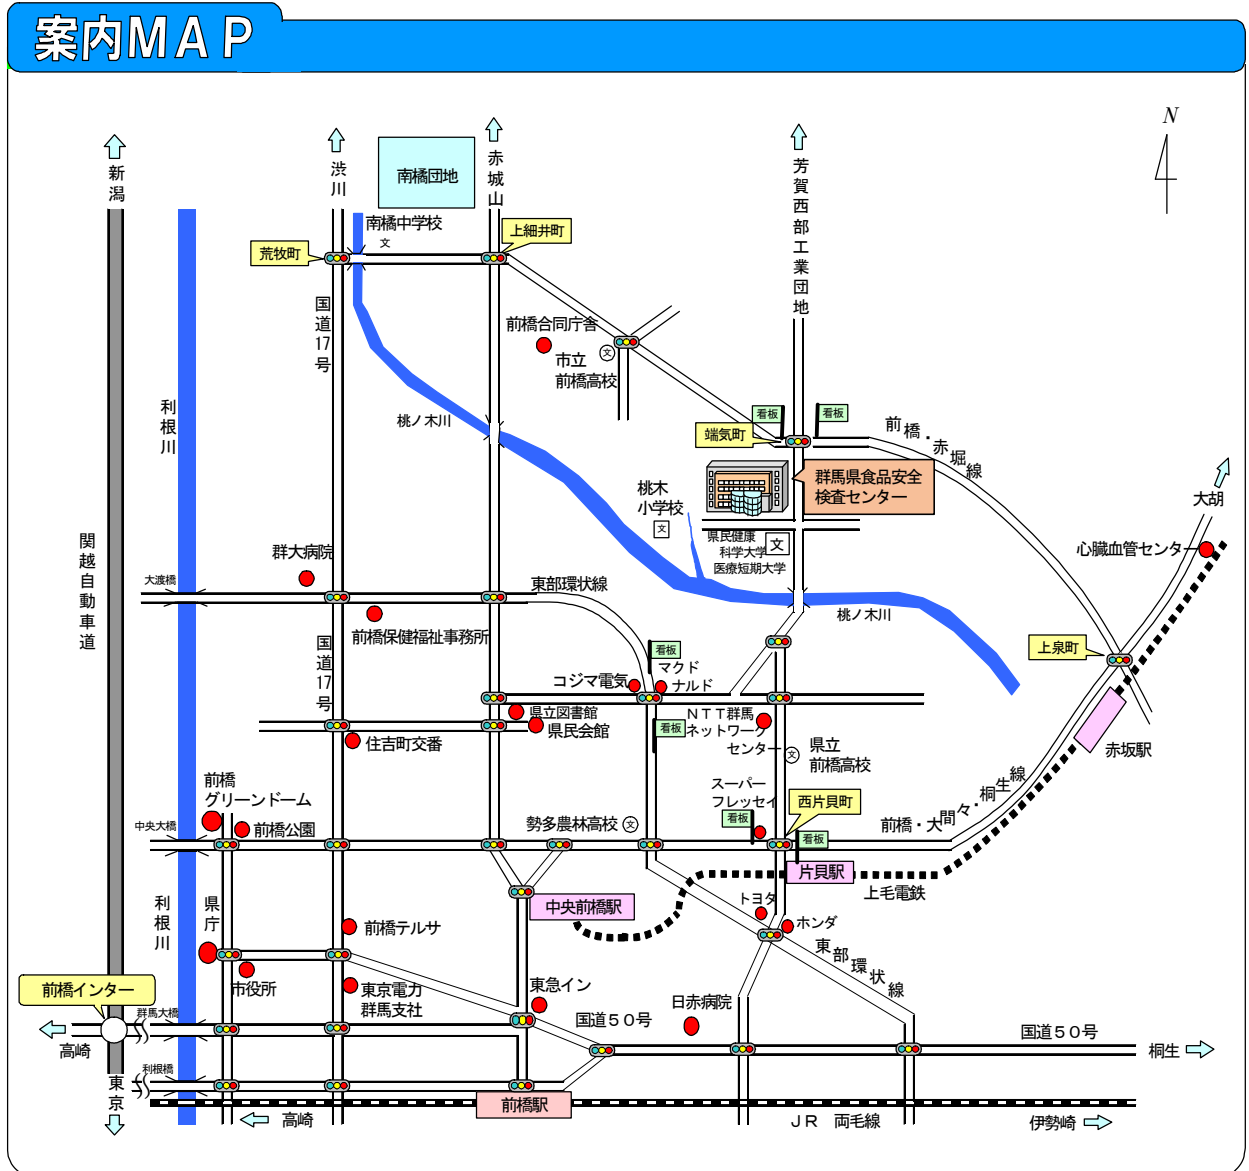 案内MAP
N
新潟
渋川
南橘団地
赤城山
芳賀西部工業団地
南橘中学校
文
荒牧町
上細井町
国道17号
前橋合同庁舎
市立
前橋高校
文
利根川
桃ノ木川
看板
看板
端気町
前橋・赤堀線
群馬県食品安全
検査センター
桃木
小学校
文
大胡
県民健康
科学大学
医療短期大学
文
心臓血管センター
関越自動車道
群大病院
大渡橋
東部環状線
桃ノ木川
前橋保健福祉事務所
国道17号
看板
上泉町
コジマ電気
マクド
ナルド
県立図書館
県民会館
看板
NTT群馬
ネットワーク
センター
文
県立
前橋高校
住吉町交番
赤坂駅
前橋
グリーンドーム
前橋公園
スーパー
フレッセイ
西片貝町
看板
中央大橋
勢多農林高校
文
前橋・大間々・桐生線
看板
片貝駅
上毛電鉄
利根川
県庁
中央前橋駅
トヨタ
ホンダ
前橋テルサ
東部環状線
市役所
前橋インター
東京電力
群馬支社
東急イン
日赤病院
群馬大橋
国道50号
国道50号
高崎
桐生
利根橋
東京
前橋駅
高崎
JR 両毛線
伊勢崎